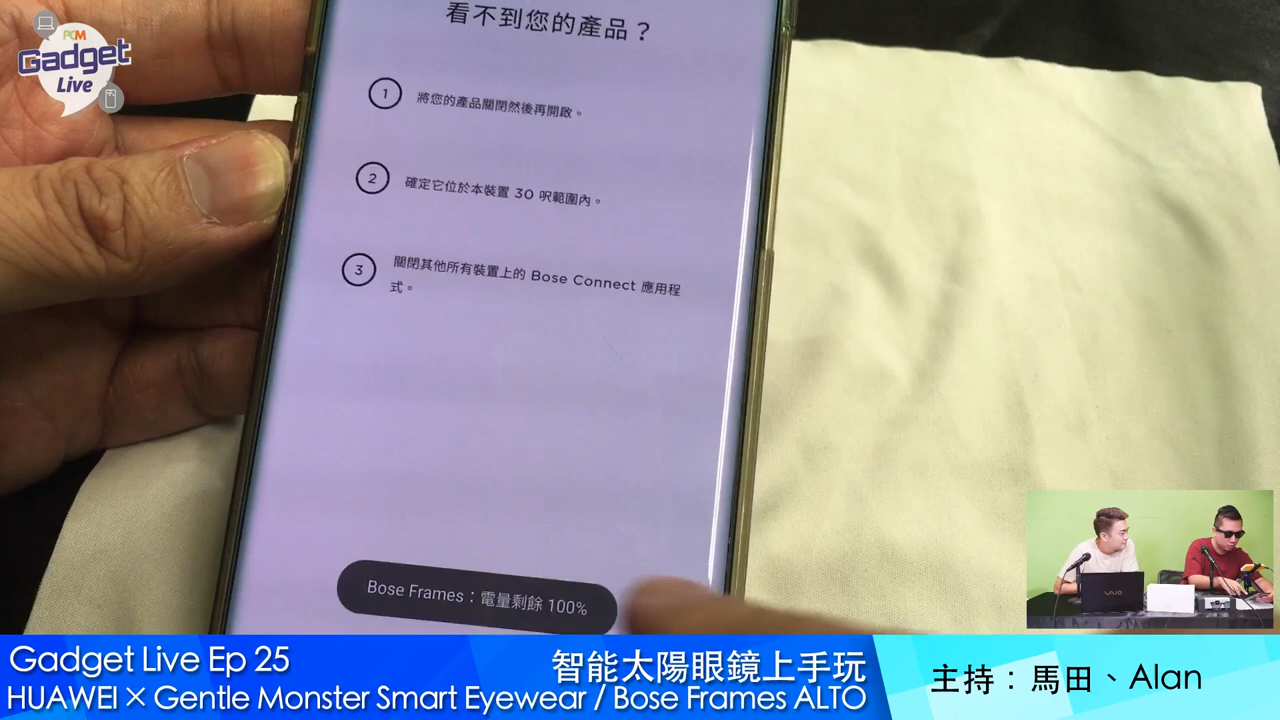 PCM
Gadget
Live
看不到您的產品？
1 將您的產品關閉然後再開啟。
2 確定它位於本裝置 30 呎範圍內。
3 關閉其他所有裝置上的 Bose Connect 應用程
式。
Bose Frames：電量剩餘 100%
VAIO
Gadget Live Ep 25
智能太陽眼鏡上手玩
HUAWEI × Gentle Monster Smart Eyewear / Bose Frames ALTO
主持：馬田、Alan